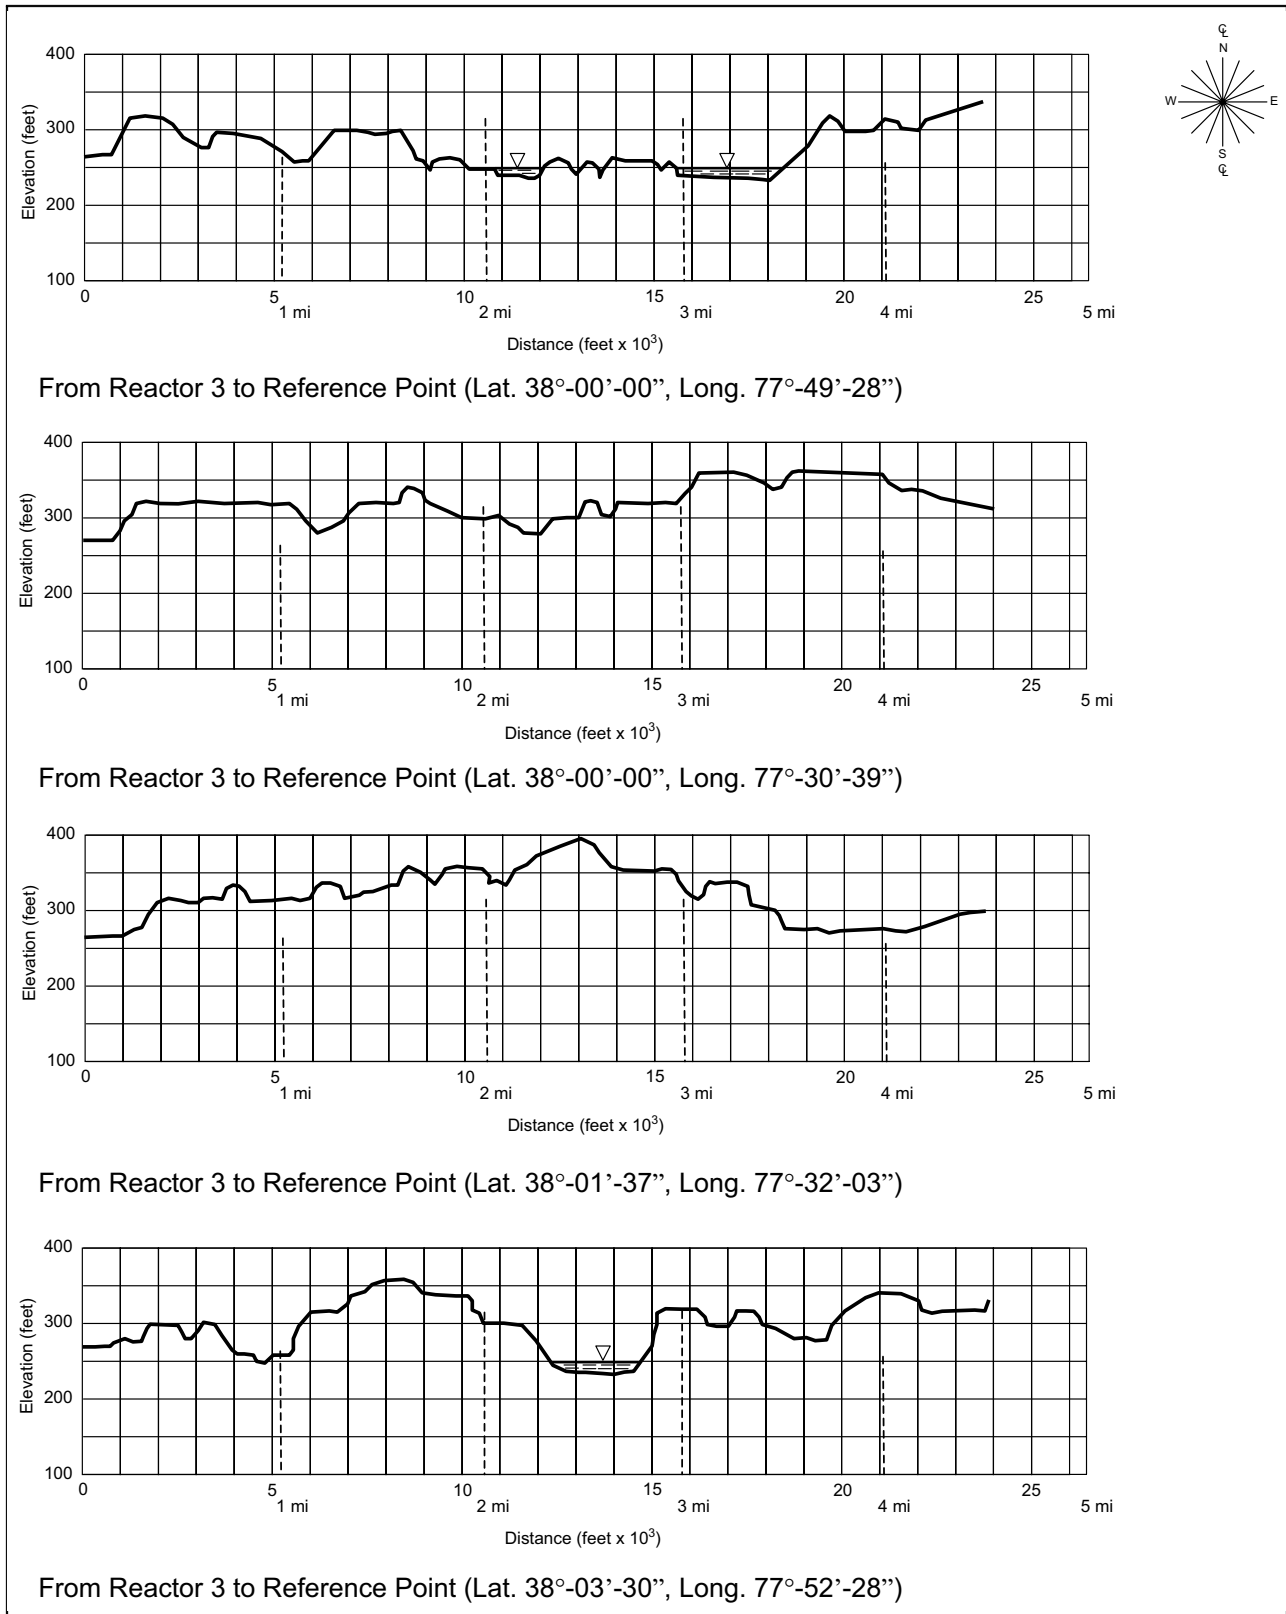 ℄
N
W E
S
℄
400
300
200
100
Elevation (feet)
0 5 10 15 20 25
1 mi 2 mi 3 mi 4 mi 5 mi
Distance (feet x 10³)
From Reactor 3 to Reference Point (Lat. 38°-00’-00”, Long. 77°-49’-28”)
400
300
200
100
Elevation (feet)
0 5 10 15 20 25
1 mi 2 mi 3 mi 4 mi 5 mi
Distance (feet x 10³)
From Reactor 3 to Reference Point (Lat. 38°-00’-00”, Long. 77°-30’-39”)
400
300
200
100
Elevation (feet)
0 5 10 15 20 25
1 mi 2 mi 3 mi 4 mi 5 mi
Distance (feet x 10³)
From Reactor 3 to Reference Point (Lat. 38°-01’-37”, Long. 77°-32’-03”)
400
300
200
100
Elevation (feet)
0 5 10 15 20 25
1 mi 2 mi 3 mi 4 mi 5 mi
Distance (feet x 10³)
From Reactor 3 to Reference Point (Lat. 38°-03’-30”, Long. 77°-52’-28”)